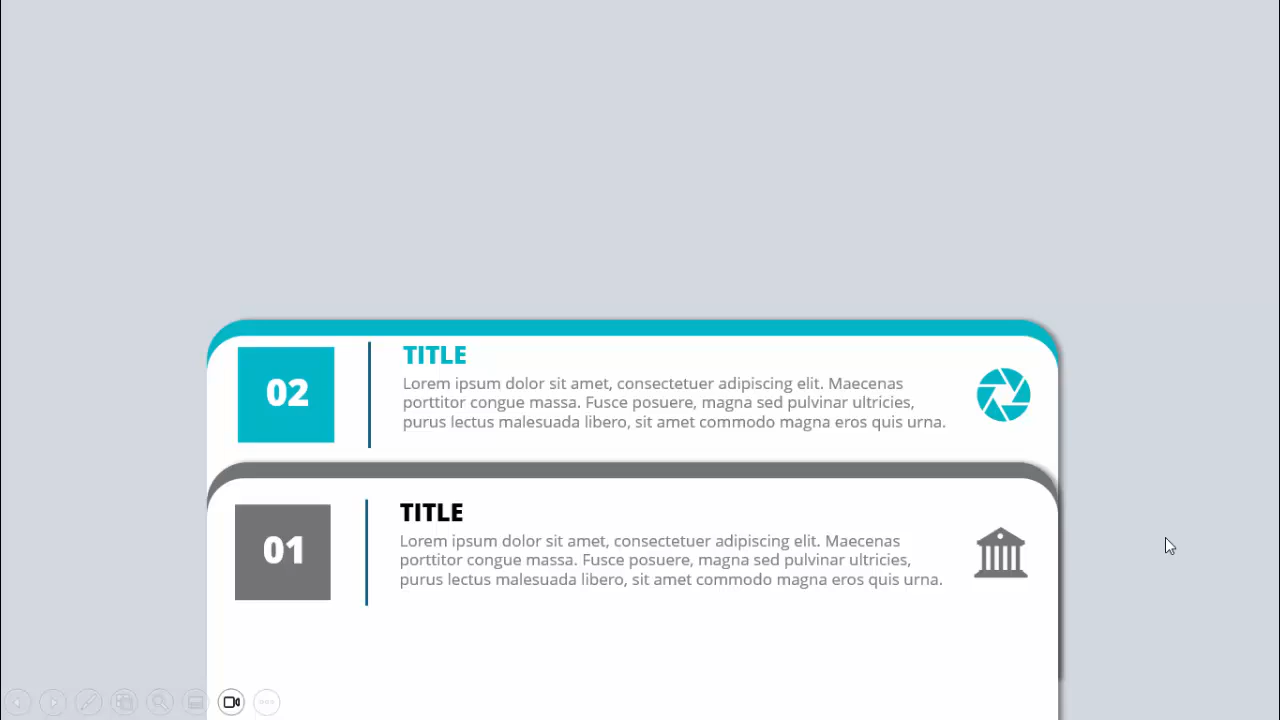 02
TITLE
Lorem ipsum dolor sit amet, consectetuer adipiscing elit. Maecenas
porttitor congue massa. Fusce posuere, magna sed pulvinar ultricies,
purus lectus malesuada libero, sit amet commodo magna eros quis urna.
01
TITLE
Lorem ipsum dolor sit amet, consectetuer adipiscing elit. Maecenas
porttitor congue massa. Fusce posuere, magna sed pulvinar ultricies,
purus lectus malesuada libero, sit amet commodo magna eros quis urna.